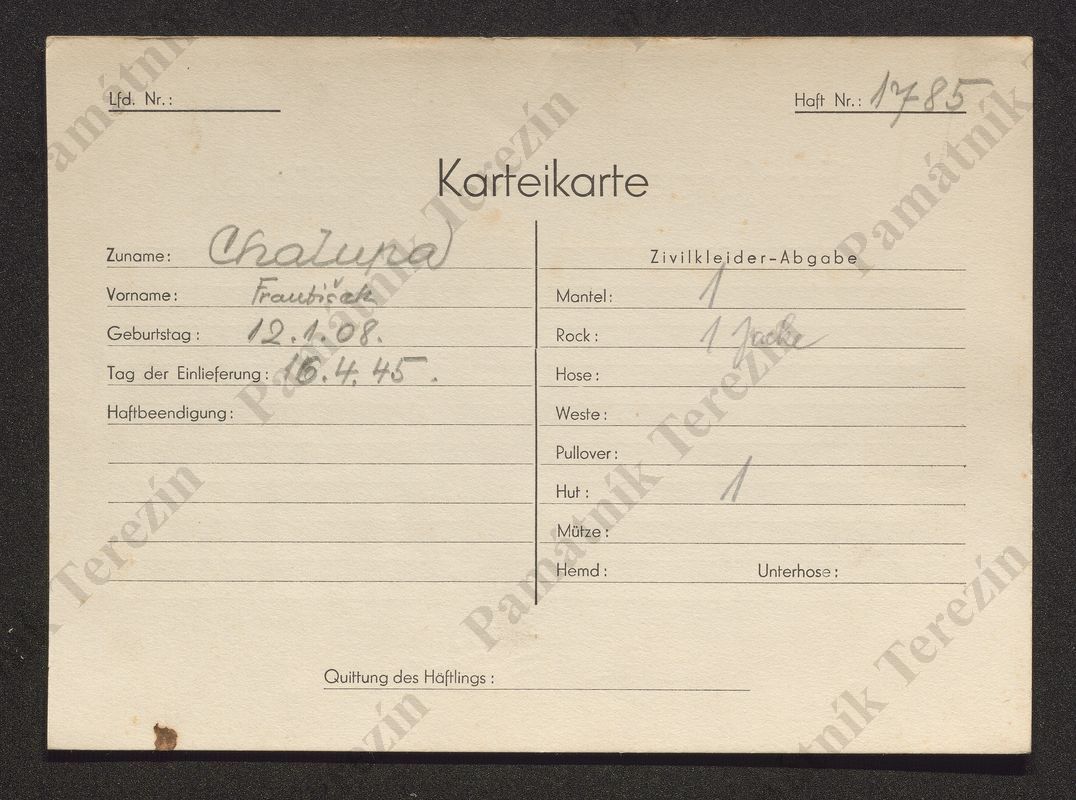 Lfd. Nr.:
Haft Nr.: 1785
Karteikarte
Zuname: Chalupa
Vorname: František
Geburtstag: 12.1.08.
Tag der Einlieferung: 16.4.45.
Haftbeendigung:
Zivilkleider-Abgabe
Mantel: 1
Rock: 1 Jacke
Hose:
Weste:
Pullover:
Hut: 1
Mütze:
Hemd: Unterhose:
Quittung des Häftlings:
Památník Terezín